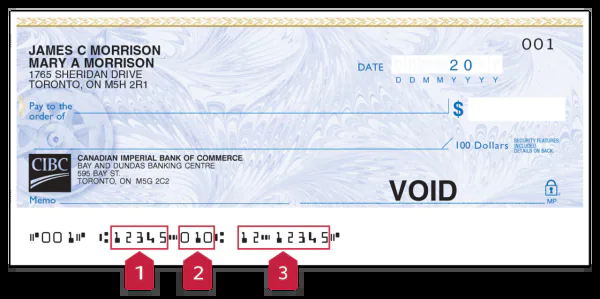 001
JAMES C MORRISON
MARY A MORRISON
1765 SHERIDAN DRIVE
TORONTO, ON M5H 2R1
DATE 20
D D M M Y Y Y Y
Pay to the
order of
$
100 Dollars
SECURITY FEATURES
INCLUDED
DETAILS ON BACK
CIBC
CANADIAN IMPERIAL BANK OF COMMERCE
BAY AND DUNDAS BANKING CENTRE
595 BAY ST.
TORONTO, ON M5G 2C2
VOID
Memo
MP
⑈001⑈ ⑆12345⑉010⑆ 12⑉12345⑈
1 2 3